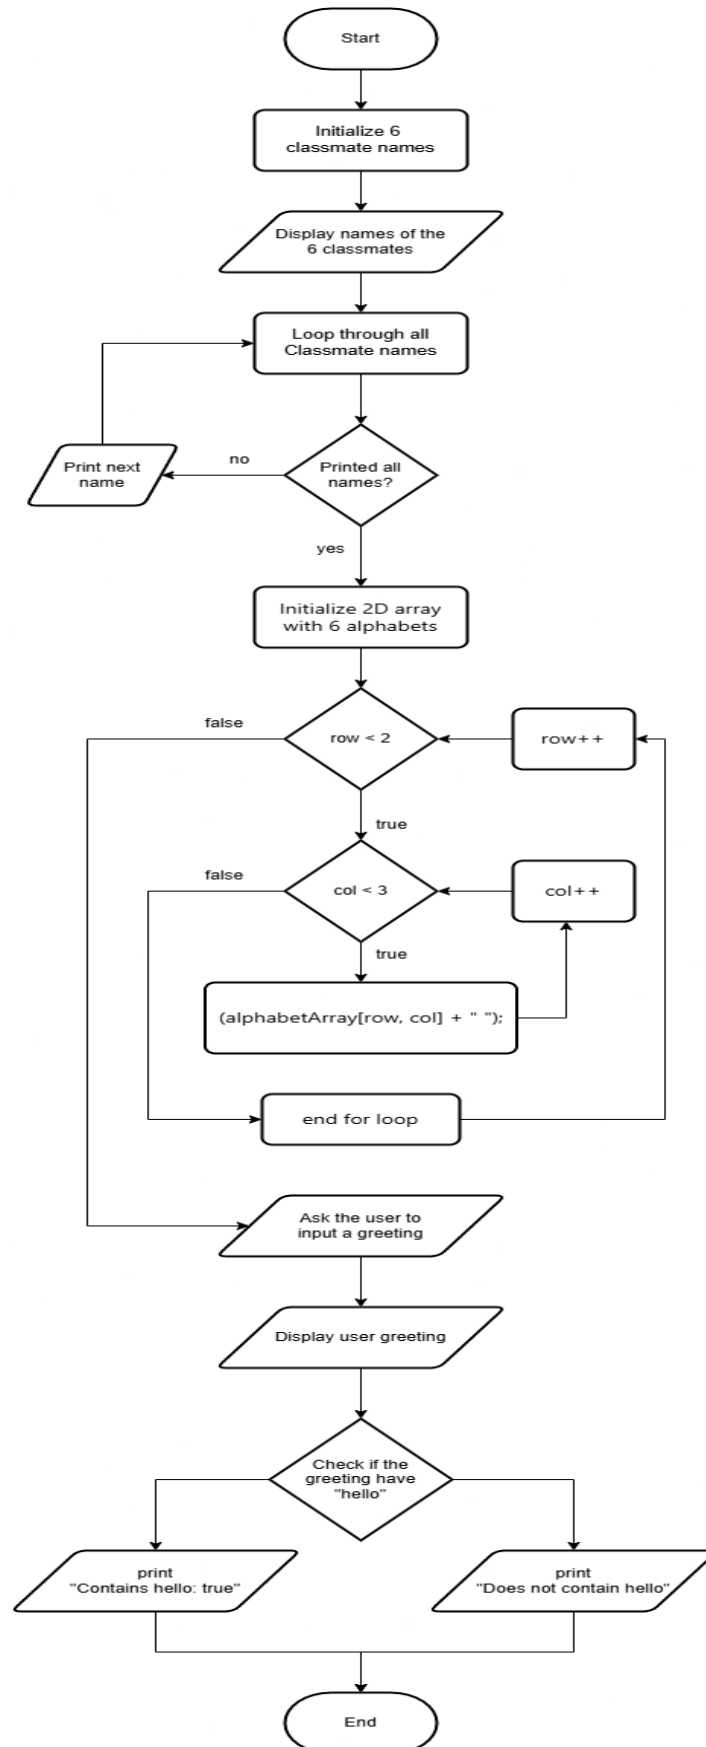 Start
Initialize 6
classmate names
Display names of the
6 classmates
Loop through all
Classmate names
Print next
name
no
Printed all
names?
yes
Initialize 2D array
with 6 alphabets
false
row < 2
row++
true
false
col < 3
col++
true
(alphabetArray[row, col] + " ");
end for loop
Ask the user to
input a greeting
Display user greeting
Check if the
greeting have
"hello"
print
"Contains hello: true"
print
"Does not contain hello"
End